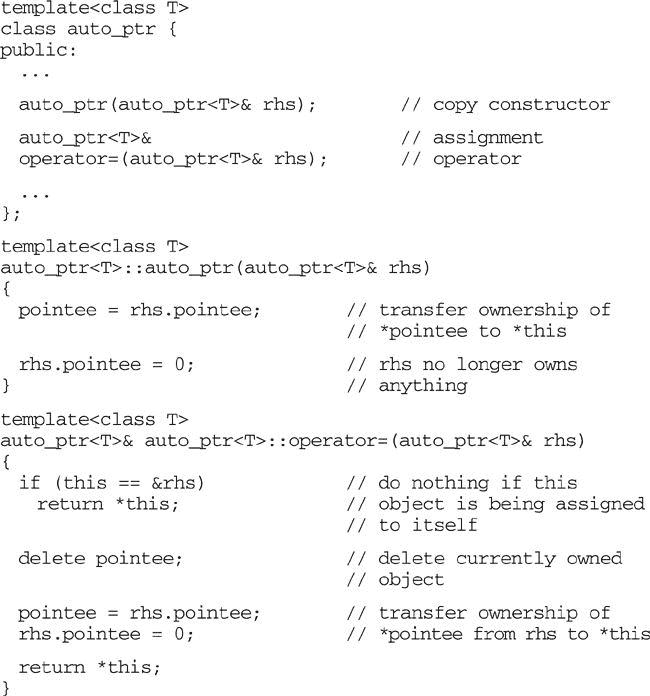 template<class T>
class auto_ptr {
public:
  ...
  auto_ptr(auto_ptr<T>& rhs);        // copy constructor
  auto_ptr<T>&                       // assignment
  operator=(auto_ptr<T>& rhs);       // operator
  ...
};
template<class T>
auto_ptr<T>::auto_ptr(auto_ptr<T>& rhs)
{
  pointee = rhs.pointee;        // transfer ownership of
                                // *pointee to *this
  rhs.pointee = 0;              // rhs no longer owns
}                               // anything
template<class T>
auto_ptr<T>& auto_ptr<T>::operator=(auto_ptr<T>& rhs)
{
  if (this == &rhs)             // do nothing if this
    return *this;               // object is being assigned
                                // to itself
  delete pointee;               // delete currently owned
                                // object
  pointee = rhs.pointee;        // transfer ownership of
  rhs.pointee = 0;              // *pointee from rhs to *this
  return *this;
}